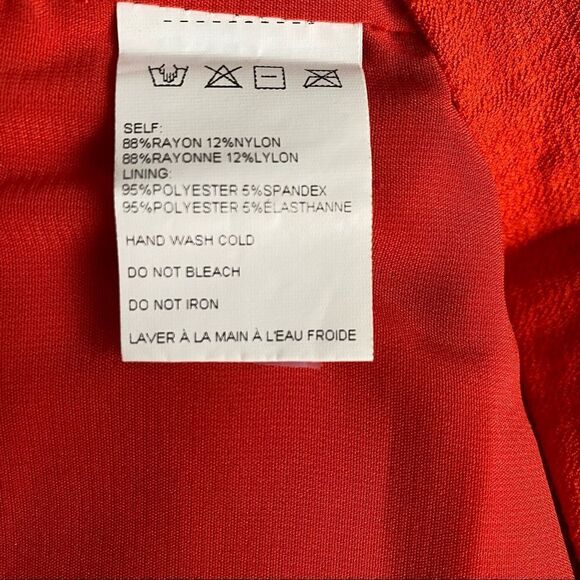 SELF:
88%RAYON 12%NYLON
88%RAYONNE 12%LYLON
LINING:
95%POLYESTER 5%SPANDEX
95%POLYESTER 5%ÉLASTHANNE
HAND WASH COLD
DO NOT BLEACH
DO NOT IRON
LAVER À LA MAIN À L'EAU FROIDE